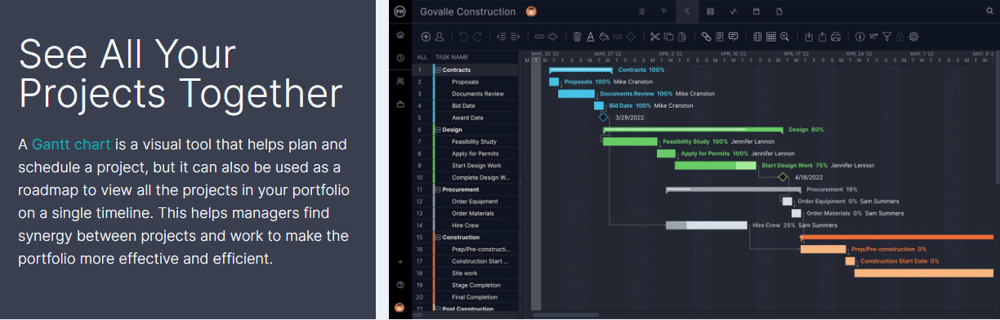 See All Your
Projects Together
A Gantt chart is a visual tool that helps plan and
schedule a project, but it can also be used as a
roadmap to view all the projects in your portfolio
on a single timeline. This helps managers find
synergy between projects and work to make the
portfolio more effective and efficient.
PM
Govalle Construction
123
ALL TASK NAME
MAR, 20 '22 MAR, 27 '22 APR, 3 '22 APR, 10 '22 APR, 17 '22 APR, 24 '22 MAY, 1 '22 MAY, 8 '2
1 Contracts Contracts 100%
2 Proposals Proposals 100% Mike Cranston
3 Documents Review Documents Review 100% Mike Cranston
4 Bid Date Bid Date 100% Mike Cranston
5 Award Date 3/29/2022
6 Design Design 80%
7 Feasibility Study Feasibility Study 100% Jennifer Lennon
8 Apply for Permits Apply for Permits 100% Jennifer Lennon
9 Start Design Work Start Design Work 75% Jennifer Lennon
10 Complete Design W... 4/18/2022
11 Procurement Procurement 19%
12 Order Equipment Order Equipment 0% Sam Summers
13 Order Materials Order Materials 0% Sam Summers
14 Hire Crew Hire Crew 25% Sam Summers
15 Construction
16 Prep/Pre-constructi... Prep/Pre-construction 0%
17 Construction Start ... Construction Start Date 0%
18 Site work
19 Stage Completion
20 Final Completion
21 Post Construction